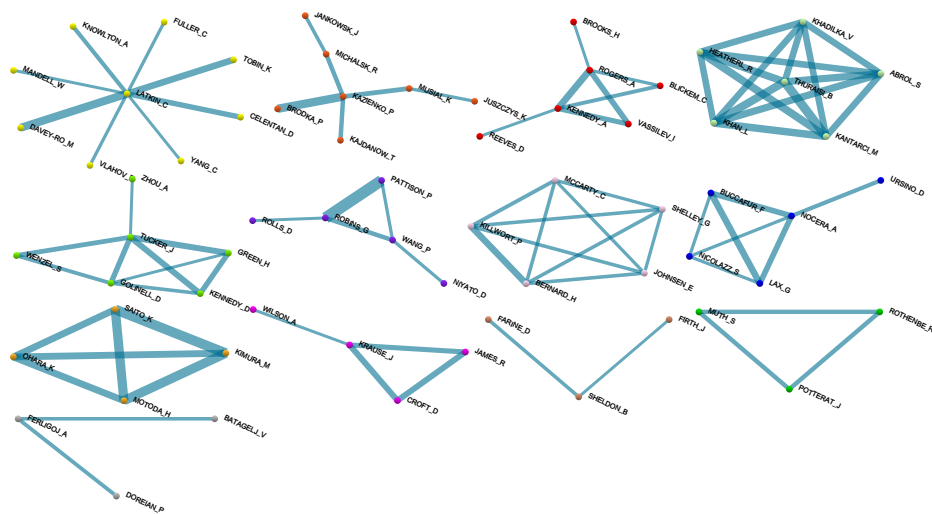 KNOWLTON_A
FULLER_C
MANDELL_W
TOBIN_K
LATKIN_C
CELENTAN_D
DAVEY-RO_M
VLAHOV_D
YANG_C
JANKOWSK_J
MICHALSK_R
KAZIENKO_P
MUSIAL_K
BRODKA_P
KAJDANOW_T
JUSZCZYS_K
BROOKS_H
ROGERS_A
BLICKEM_C
KENNEDY_A
VASSILEV_I
REEVES_D
KHADILKA_V
HEATHERL_R
ABROL_S
THURAISI_B
KHAN_L
KANTARCI_M
ZHOU_A
TUCKER_J
WENZEL_S
GREEN_H
GOLINELL_D
KENNEDY_D
PATTISON_P
ROLLS_D
ROBINS_G
WANG_P
NIYATO_D
MCCARTY_C
SHELLEY_G
KILLWORT_P
JOHNSEN_E
BERNARD_H
URSINO_D
BUCCAFUR_F
NOCERA_A
NICOLAZZ_S
LAX_G
SAITO_K
OHARA_K
KIMURA_M
MOTODA_H
WILSON_A
KRAUSE_J
JAMES_R
CROFT_D
FARINE_D
FIRTH_J
SHELDON_B
MUTH_S
ROTHENBE_R
POTTERAT_J
FERLIGOJ_A
BATAGELJ_V
DOREIAN_P